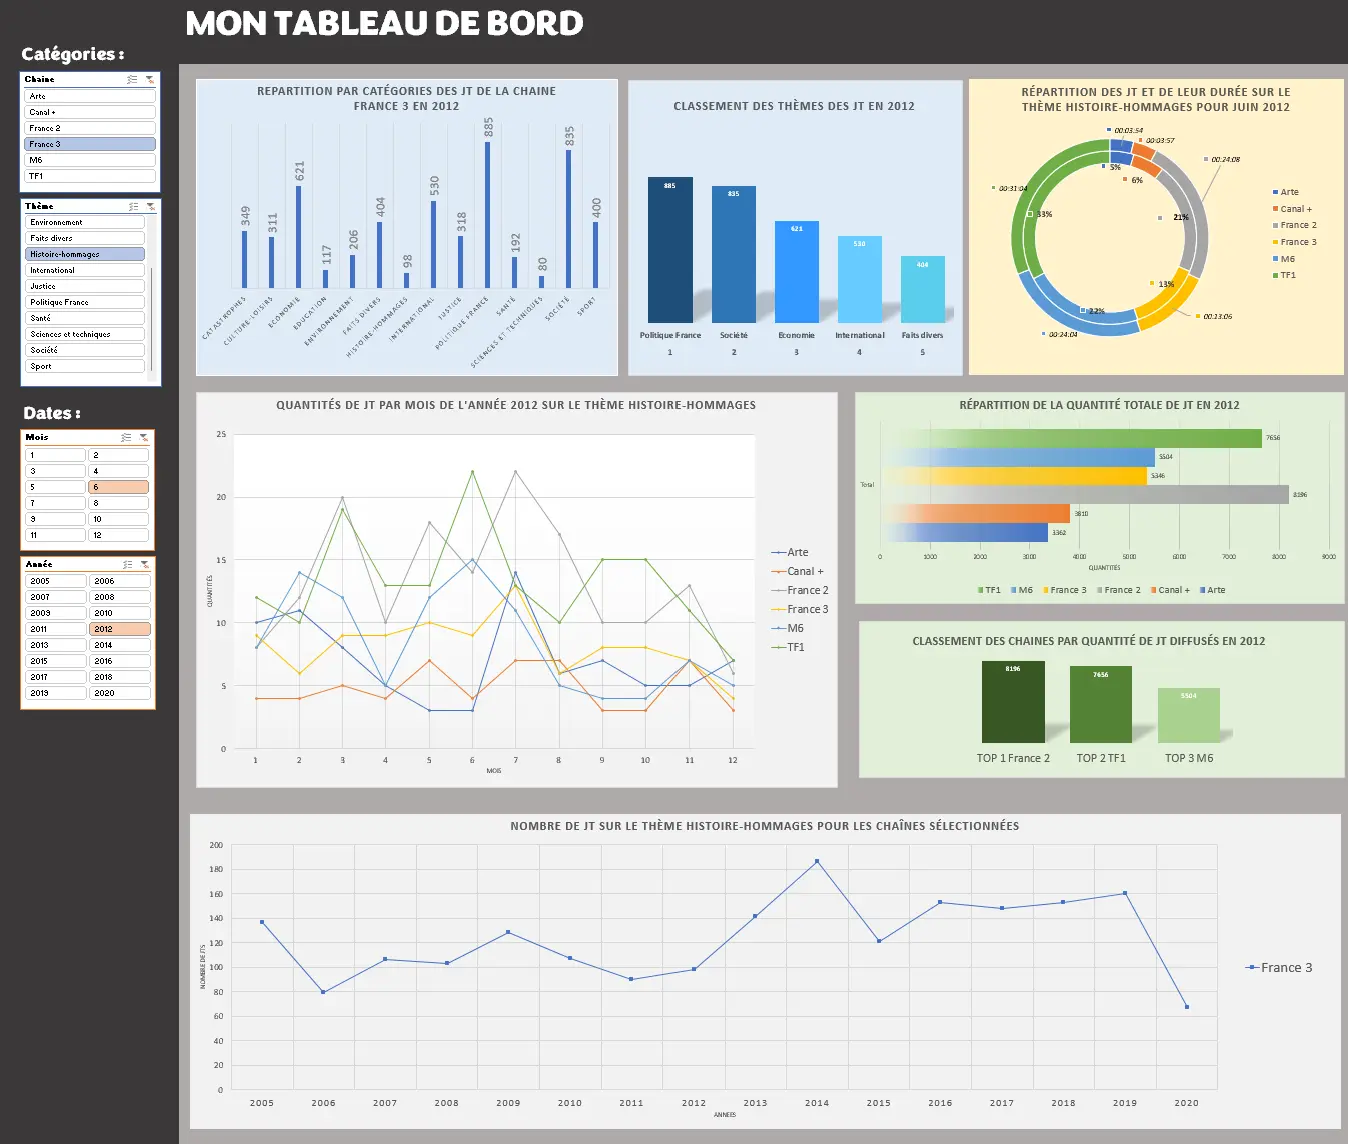 MON TABLEAU DE BORD
Catégories :
Chaine
Arte
Canal +
France 2
France 3
M6
TF1
Thème
Environnement
Faits divers
Histoire-hommages
International
Justice
Politique France
Santé
Sciences et techniques
Société
Sport
Dates :
Mois
1 2
3 4
5 6
7 8
9 10
11 12
Année
2005 2006
2007 2008
2009 2010
2011 2012
2013 2014
2015 2016
2017 2018
2019 2020
REPARTITION PAR CATÉGORIES DES JT DE LA CHAINE
FRANCE 3 EN 2012
349 311 621 117 206 404 98 530 318 885 192 80 835 400
CATASTROPHES
CULTURE-LOISIRS
ECONOMIE
EDUCATION
ENVIRONNEMENT
FAITS DIVERS
HISTOIRE-HOMMAGES
INTERNATIONAL
JUSTICE
POLITIQUE FRANCE
SANTÉ
SCIENCES ET TECHNIQUES
SOCIÉTÉ
SPORT
CLASSEMENT DES THÈMES DES JT EN 2012
885 835 621 530 404
Politique France Société Economie International Faits divers
1 2 3 4 5
RÉPARTITION DES JT ET DE LEUR DURÉE SUR LE
THÈME HISTOIRE-HOMMAGES POUR JUIN 2012
00:03:54
00:03:57
00:24:08
5%
6%
00:31:04
33%
21%
13%
22%
00:13:06
00:24:04
Arte
Canal +
France 2
France 3
M6
TF1
QUANTITÉS DE JT PAR MOIS DE L'ANNÉE 2012 SUR LE THÈME HISTOIRE-HOMMAGES
QUANTITÉS
25
20
15
10
5
0
1 2 3 4 5 6 7 8 9 10 11 12
MOIS
Arte
Canal +
France 2
France 3
M6
TF1
RÉPARTITION DE LA QUANTITÉ TOTALE DE JT EN 2012
7656
5504
5346
Total
8196
3810
3362
0 1000 2000 3000 4000 5000 6000 7000 8000 9000
QUANTITÉS
TF1 M6 France 3 France 2 Canal + Arte
CLASSEMENT DES CHAINES PAR QUANTITÉ DE JT DIFFUSÉS EN 2012
8196 7656 5504
TOP 1 France 2 TOP 2 TF1 TOP 3 M6
NOMBRE DE JT SUR LE THÈME HISTOIRE-HOMMAGES POUR LES CHAÎNES SÉLECTIONNÉES
NOMBRE DE JTS
200
180
160
140
120
100
80
60
40
20
0
2005 2006 2007 2008 2009 2010 2011 2012 2013 2014 2015 2016 2017 2018 2019 2020
ANNEES
France 3